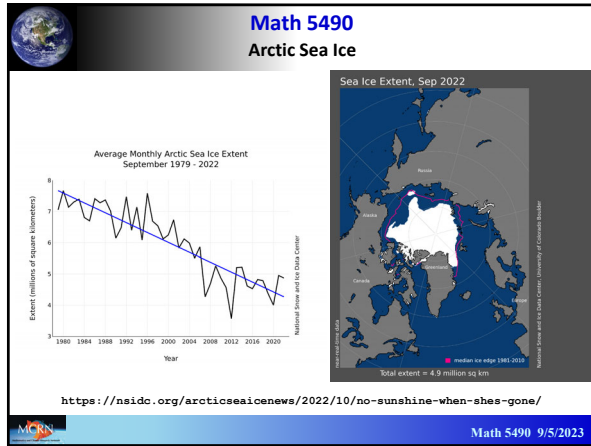 Math 5490
Arctic Sea Ice
Average Monthly Arctic Sea Ice Extent
September 1979 - 2022
Extent (millions of square kilometers)
8
7
6
5
4
3
1980 1984 1988 1992 1996 2000 2004 2008 2012 2016 2020
Year
National Snow and Ice Data Center
Sea Ice Extent, Sep 2022
Russia
Alaska
Greenland
Canada
Europe
near-real-time data
median ice edge 1981-2010
Total extent = 4.9 million sq km
National Snow and Ice Data Center, University of Colorado Boulder
https://nsidc.org/arcticseaicenews/2022/10/no-sunshine-when-shes-gone/
MCRN
Math 5490 9/5/2023